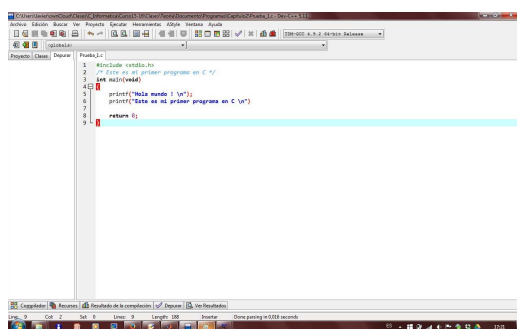 Archivo Edición Buscar Ver Proyecto Ejecutar Herramientas AStyle Ventana Ayuda
TDM-GCC 4.9.2 64-bit Release
(globals)
Proyecto Clases Depurar Prueba_1.c
1 #include <stdio.h>
2 /* Este es mi primer programa en C */
3 int main(void)
4 {
5 printf("Hola mundo ! \n");
6 printf("Este es mi primer programa en C \n")
7
8 return 0;
9 }
Compilador Recursos Resultado de la compilación Depurar Ver Resultados
Line: 9 Col: 2 Sel: 0 Lines: 9 Length: 188 Insertar Done parsing in 0,016 seconds
ES 17:21